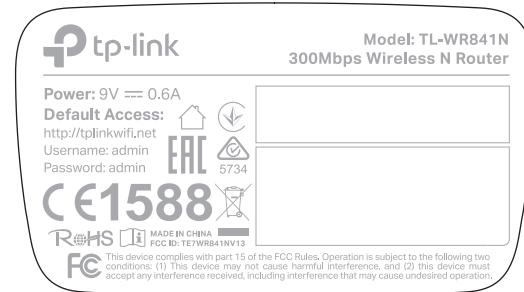 tp-link
Model: TL-WR841N
300Mbps Wireless N Router
Power: 9V ⎓ 0.6A
Default Access:
http://tplinkwifi.net
Username: admin
Password: admin
EAC
5734
CE1588
RoHS
MADE IN CHINA
FCC ID: TE7WR841NV13
FC This device complies with part 15 of the FCC Rules. Operation is subject to the following two
conditions: (1) This device may not cause harmful interference, and (2) this device must
accept any interference received, including interference that may cause undesired operation.